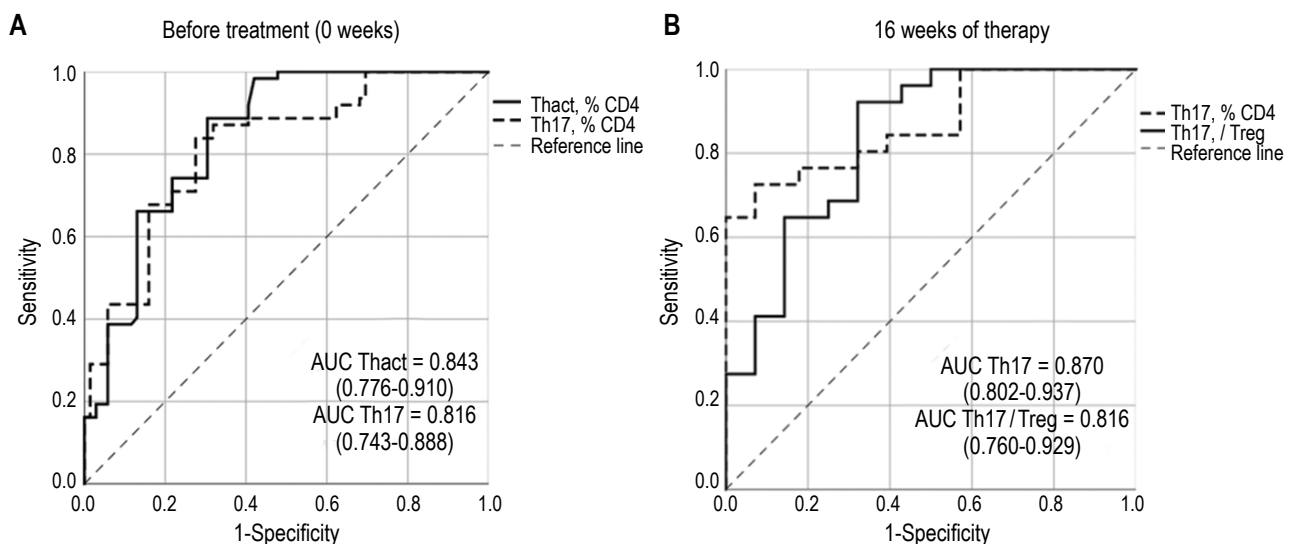 A
Before treatment (0 weeks)
1.0
0.8
0.6
0.4
0.2
0.0
Sensitivity
0.0 0.2 0.4 0.6 0.8 1.0
1-Specificity
Thact, % CD4
Th17, % CD4
Reference line
AUC Thact = 0.843
(0.776-0.910)
AUC Th17 = 0.816
(0.743-0.888)
B
16 weeks of therapy
1.0
0.8
0.6
0.4
0.2
0.0
Sensitivity
0.0 0.2 0.4 0.6 0.8 1.0
1-Specificity
Th17, % CD4
Th17, / Treg
Reference line
AUC Th17 = 0.870
(0.802-0.937)
AUC Th17 / Treg = 0.816
(0.760-0.929)